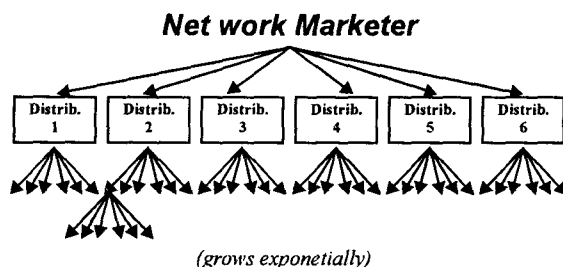 Net work Marketer
Distrib. Distrib. Distrib. Distrib. Distrib. Distrib.
1 2 3 4 5 6
(grows exponetially)